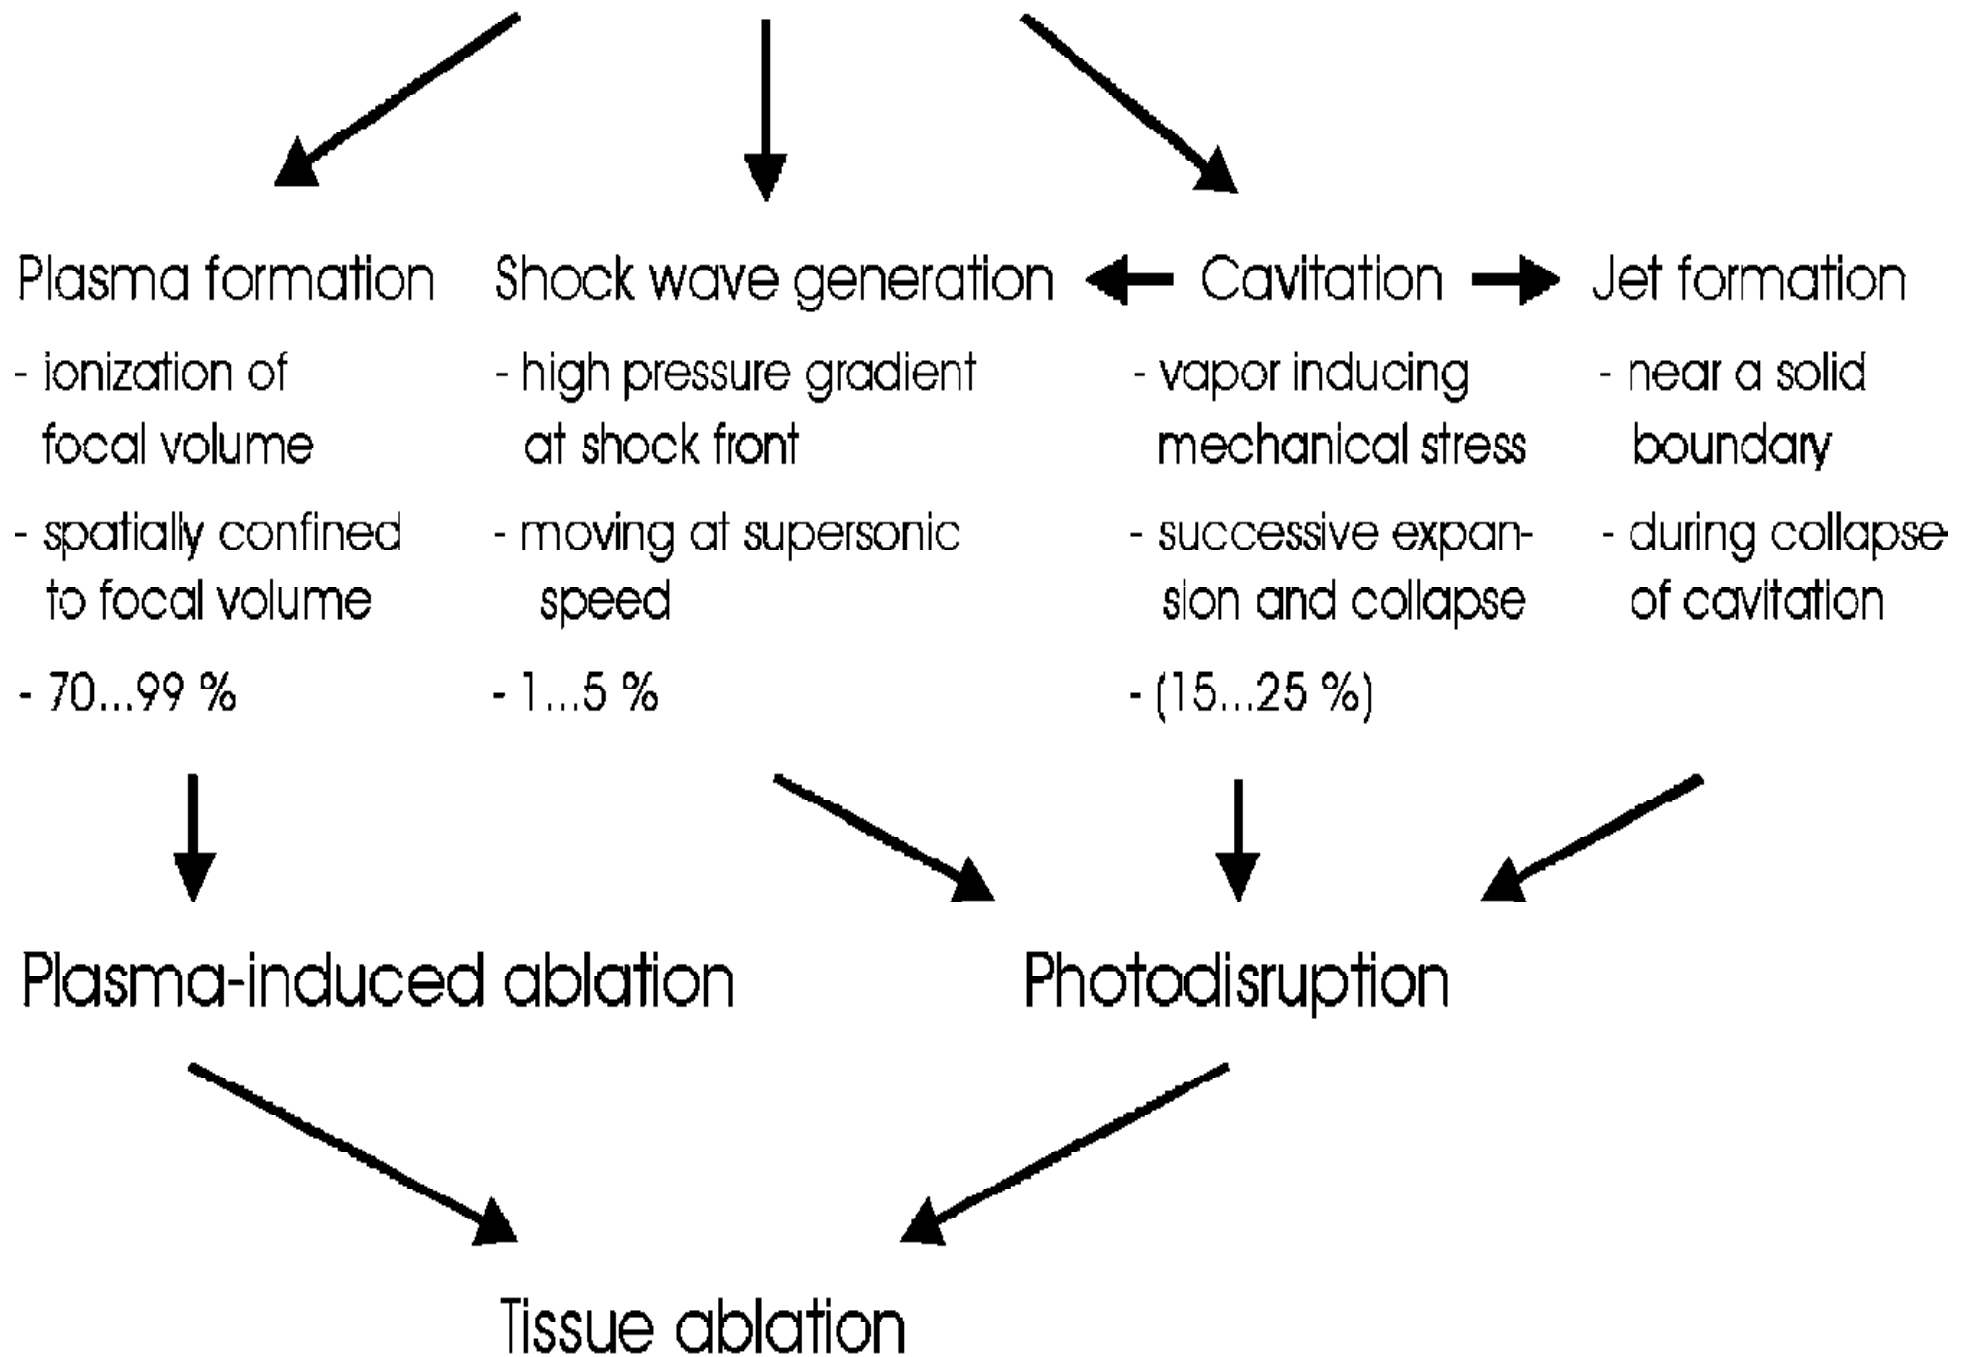 Plasma formation
- ionization of
focal volume
- spatially confined
to focal volume
- 70...99 %
Shock wave generation
- high pressure gradient
at shock front
- moving at supersonic
speed
- 1...5 %
Cavitation
- vapor inducing
mechanical stress
- successive expan-
sion and collapse
- (15...25 %)
Jet formation
- near a solid
boundary
- during collapse
of cavitation
Plasma-induced ablation
Photodisruption
Tissue ablation